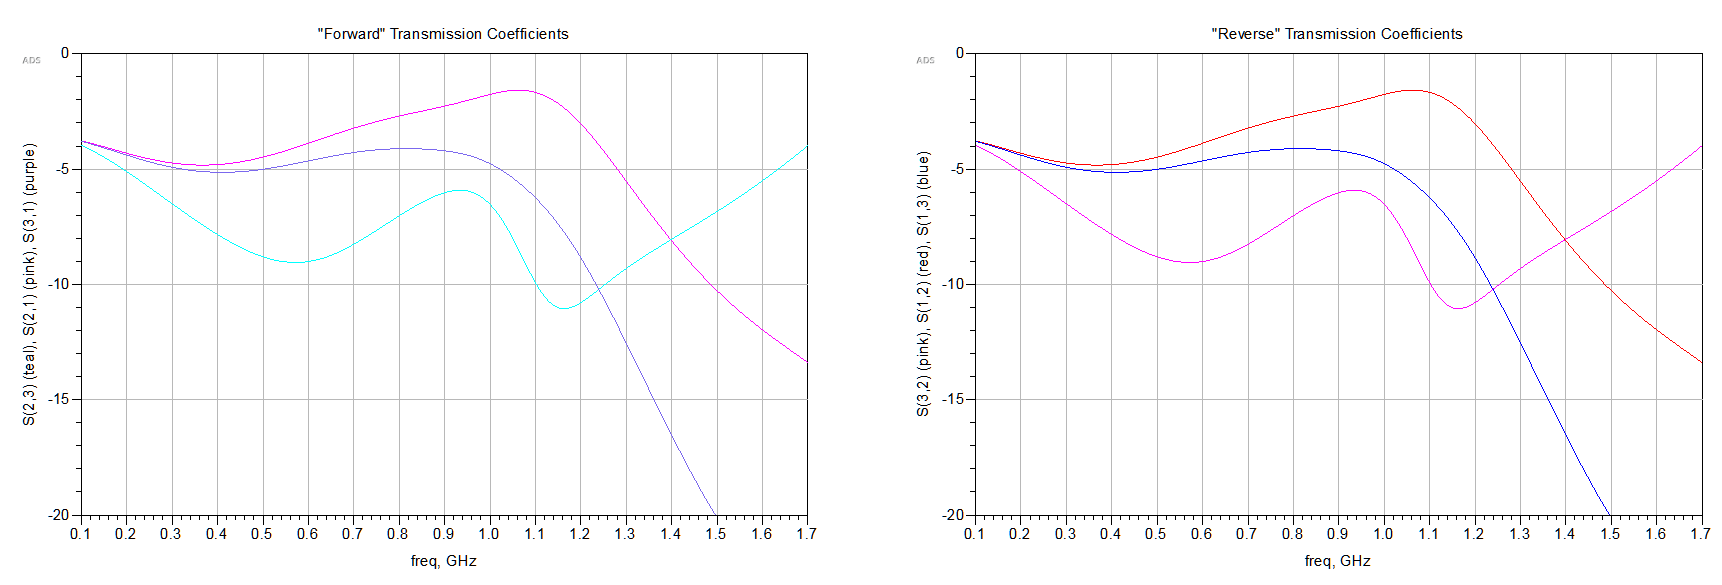 "Forward" Transmission Coefficients
ADS
0
-5
-10
-15
-20
S(2,3) (teal), S(2,1) (pink), S(3,1) (purple)
0.1 0.2 0.3 0.4 0.5 0.6 0.7 0.8 0.9 1.0 1.1 1.2 1.3 1.4 1.5 1.6 1.7
freq, GHz
"Reverse" Transmission Coefficients
ADS
0
-5
-10
-15
-20
S(3,2) (pink), S(1,2) (red), S(1,3) (blue)
0.1 0.2 0.3 0.4 0.5 0.6 0.7 0.8 0.9 1.0 1.1 1.2 1.3 1.4 1.5 1.6 1.7
freq, GHz